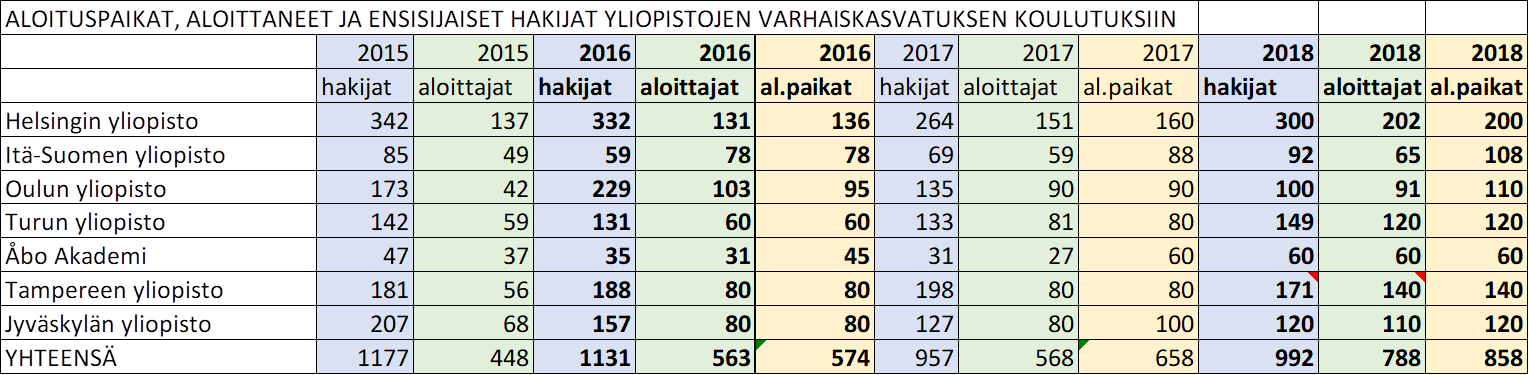 ALOITUSPAIKAT, ALOITTANEET JA ENSISIJAISET HAKIJAT YLIOPISTOJEN VARHAISKASVATUKSEN KOULUTUKSIIN
2015 2015 2016 2016 2016 2017 2017 2017 2018 2018 2018
hakijat aloittajat hakijat aloittajat al.paikat hakijat aloittajat al.paikat hakijat aloittajat al.paikat
Helsingin yliopisto 342 137 332 131 136 264 151 160 300 202 200
Itä-Suomen yliopisto 85 49 59 78 78 69 59 88 92 65 108
Oulun yliopisto 173 42 229 103 95 135 90 90 100 91 110
Turun yliopisto 142 59 131 60 60 133 81 80 149 120 120
Åbo Akademi 47 37 35 31 45 31 27 60 60 60 60
Tampereen yliopisto 181 56 188 80 80 198 80 80 171 140 140
Jyväskylän yliopisto 207 68 157 80 80 127 80 100 120 110 120
YHTEENSÄ 1177 448 1131 563 574 957 568 658 992 788 858